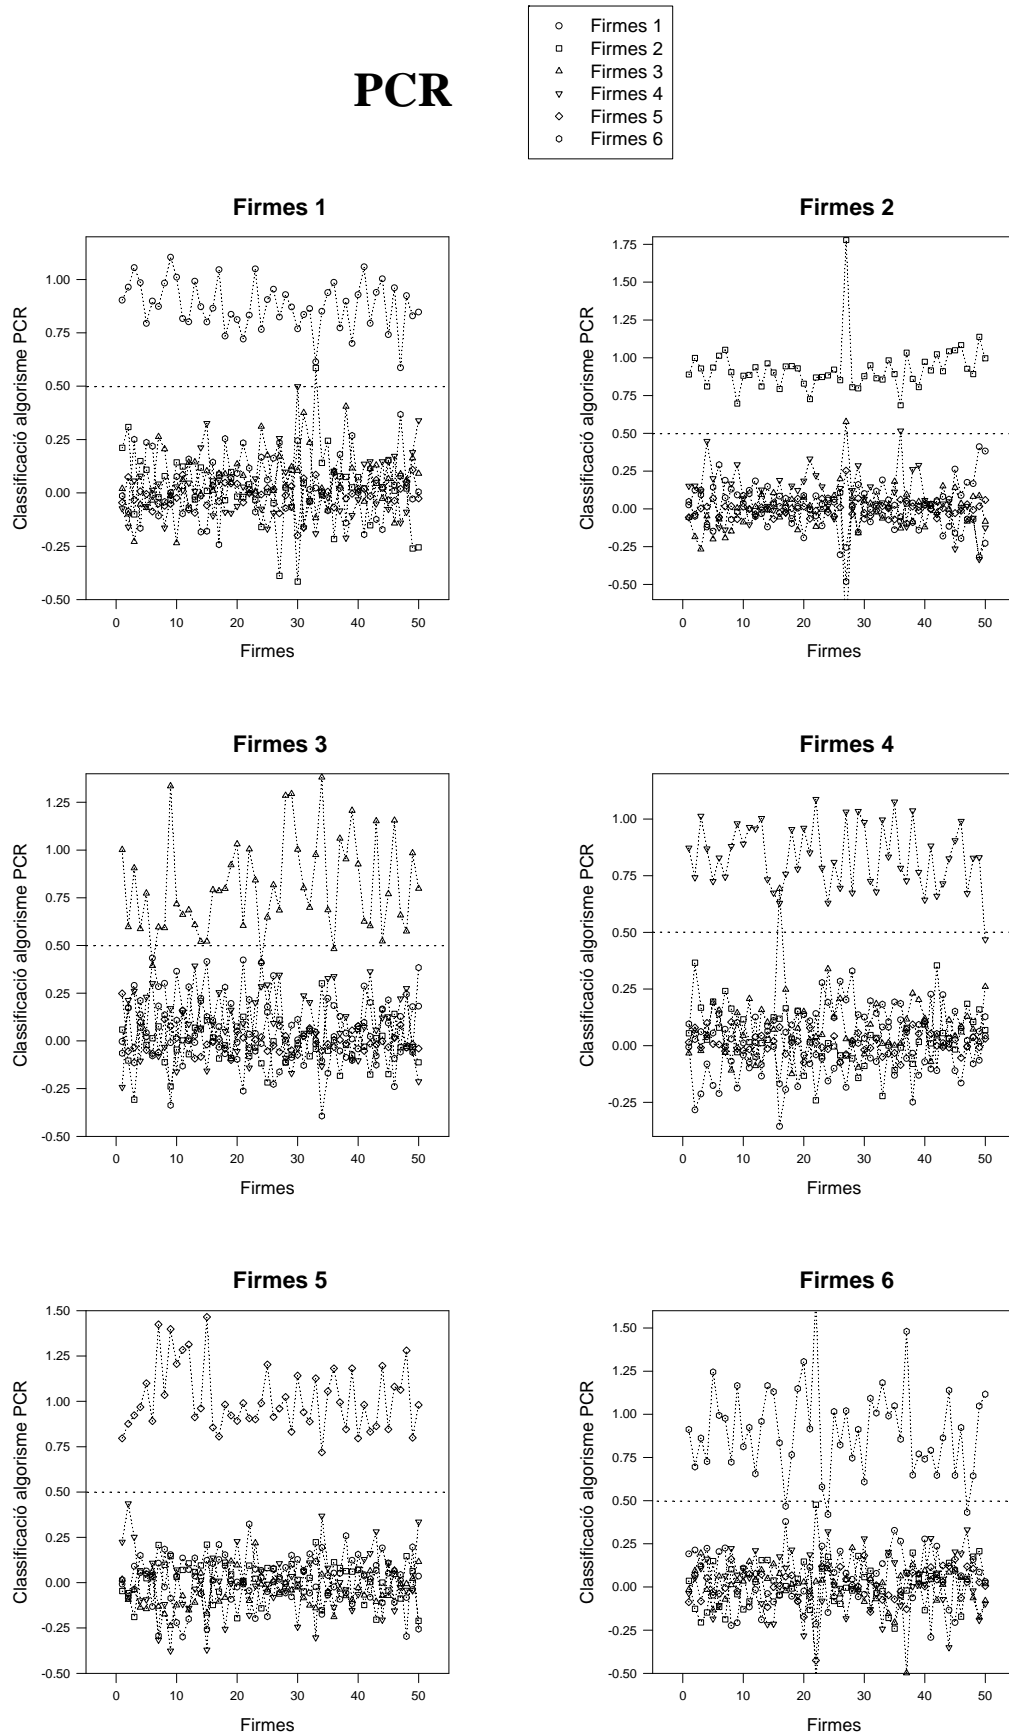 PCR
Firmes 1
Firmes 2
Firmes 3
Firmes 4
Firmes 5
Firmes 6
Firmes 1
Classificació algorisme PCR
1.00
0.75
0.50
0.25
0.00
-0.25
-0.50
0 10 20 30 40 50
Firmes
Firmes 2
Classificació algorisme PCR
1.75
1.50
1.25
1.00
0.75
0.50
0.25
0.00
-0.25
-0.50
0 10 20 30 40 50
Firmes
Firmes 3
Classificació algorisme PCR
1.25
1.00
0.75
0.50
0.25
0.00
-0.25
-0.50
0 10 20 30 40 50
Firmes
Firmes 4
Classificació algorisme PCR
1.00
0.75
0.50
0.25
0.00
-0.25
0 10 20 30 40 50
Firmes
Firmes 5
Classificació algorisme PCR
1.50
1.25
1.00
0.75
0.50
0.25
0.00
-0.25
-0.50
0 10 20 30 40 50
Firmes
Firmes 6
Classificació algorisme PCR
1.50
1.25
1.00
0.75
0.50
0.25
0.00
-0.25
-0.50
0 10 20 30 40 50
Firmes